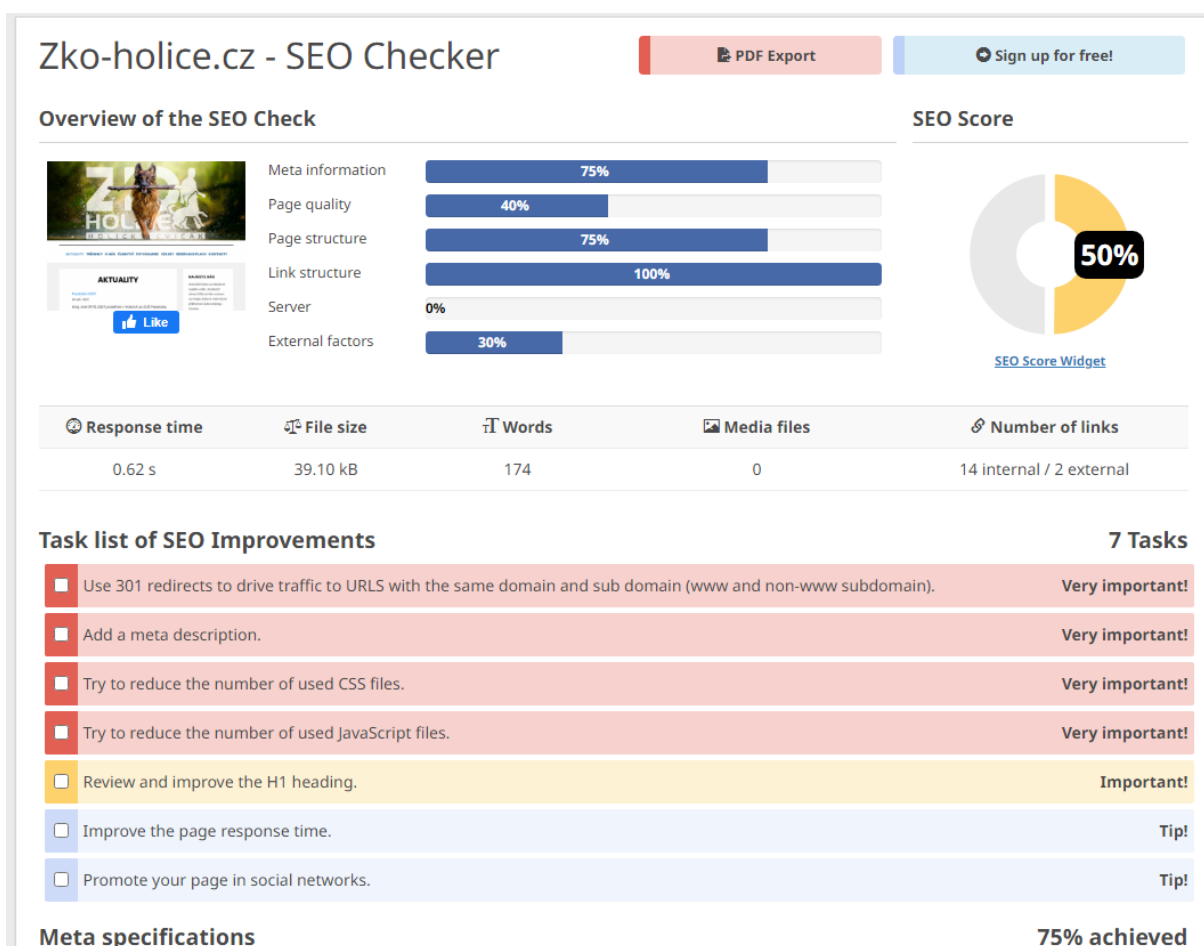 Zko-holice.cz - SEO Checker
PDF Export
Sign up for free!
Overview of the SEO Check
SEO Score
HOLICE
AKTUALITY
Like
Meta information 75%
Page quality 40%
Page structure 75%
Link structure 100%
Server 0%
External factors 30%
50%
SEO Score Widget
Response time File size Words Media files Number of links
0.62 s 39.10 kB 174 0 14 internal / 2 external
Task list of SEO Improvements 7 Tasks
Use 301 redirects to drive traffic to URLS with the same domain and sub domain (www and non-www subdomain). Very important!
Add a meta description. Very important!
Try to reduce the number of used CSS files. Very important!
Try to reduce the number of used JavaScript files. Very important!
Review and improve the H1 heading. Important!
Improve the page response time. Tip!
Promote your page in social networks. Tip!
Meta specifications 75% achieved